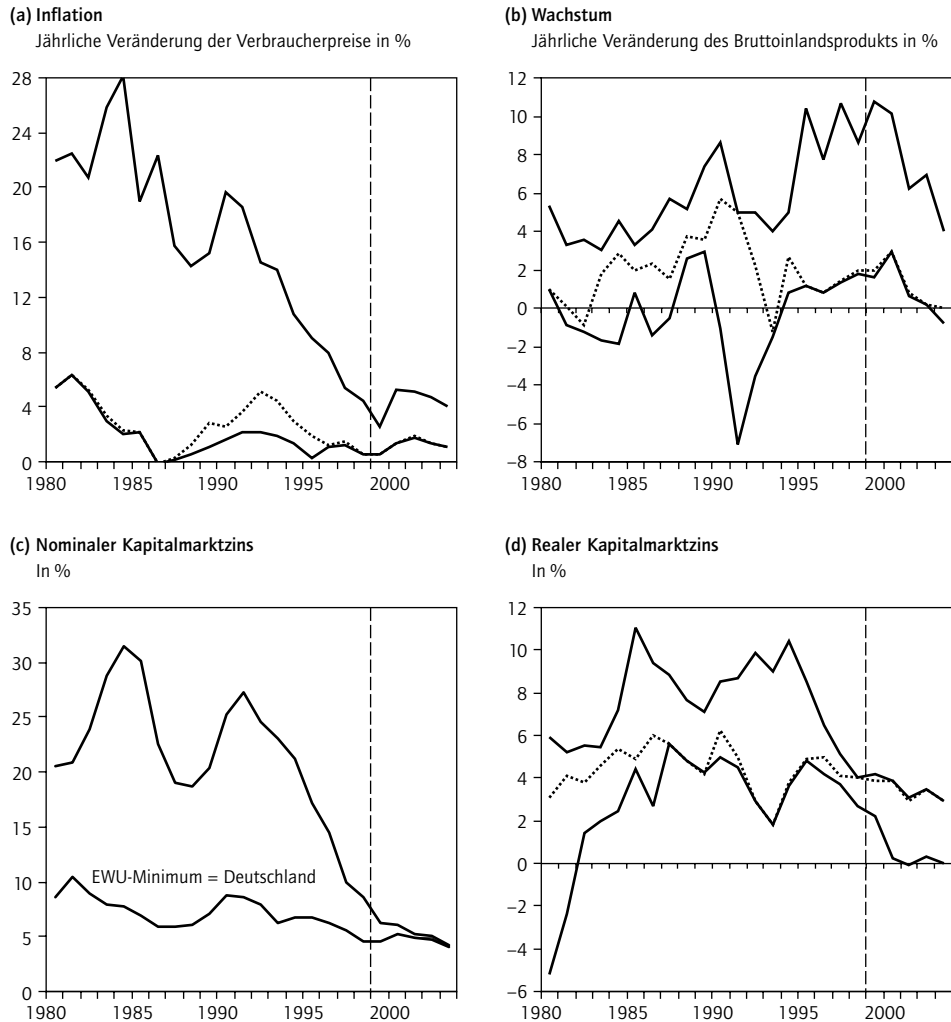 (a) Inflation
Jährliche Veränderung der Verbraucherpreise in %
28
24
20
16
12
8
4
0
1980 1985 1990 1995 2000
(b) Wachstum
Jährliche Veränderung des Bruttoinlandsprodukts in %
12
10
8
6
4
2
0
−2
−4
−6
−8
1980 1985 1990 1995 2000
(c) Nominaler Kapitalmarktzins
In %
35
30
25
20
15
10
5
0
EWU-Minimum = Deutschland
1980 1985 1990 1995 2000
(d) Realer Kapitalmarktzins
In %
12
10
8
6
4
2
0
−2
−4
−6
1980 1985 1990 1995 2000